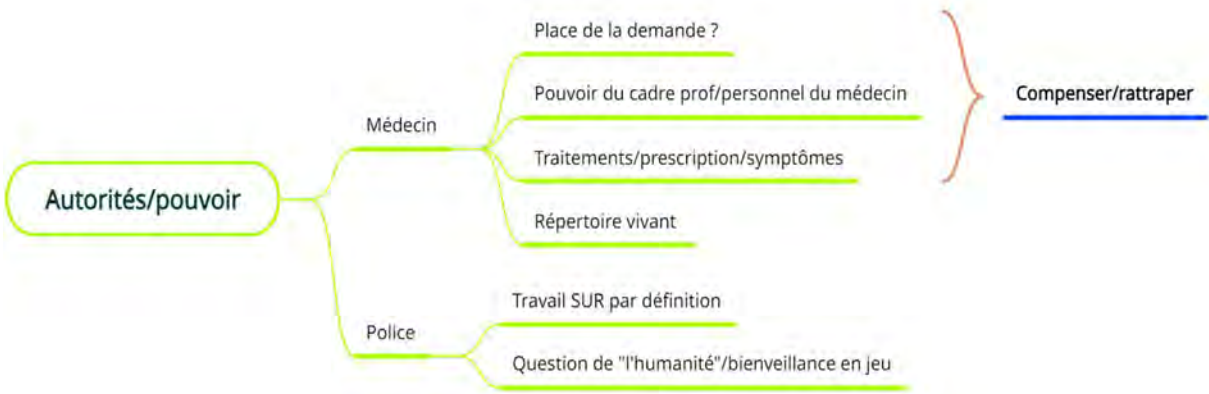 Autorités/pouvoir
Médecin
Place de la demande ?
Pouvoir du cadre prof/personnel du médecin
Traitements/prescription/symptômes
Répertoire vivant
Compenser/rattraper
Police
Travail SUR par définition
Question de "l'humanité"/bienveillance en jeu